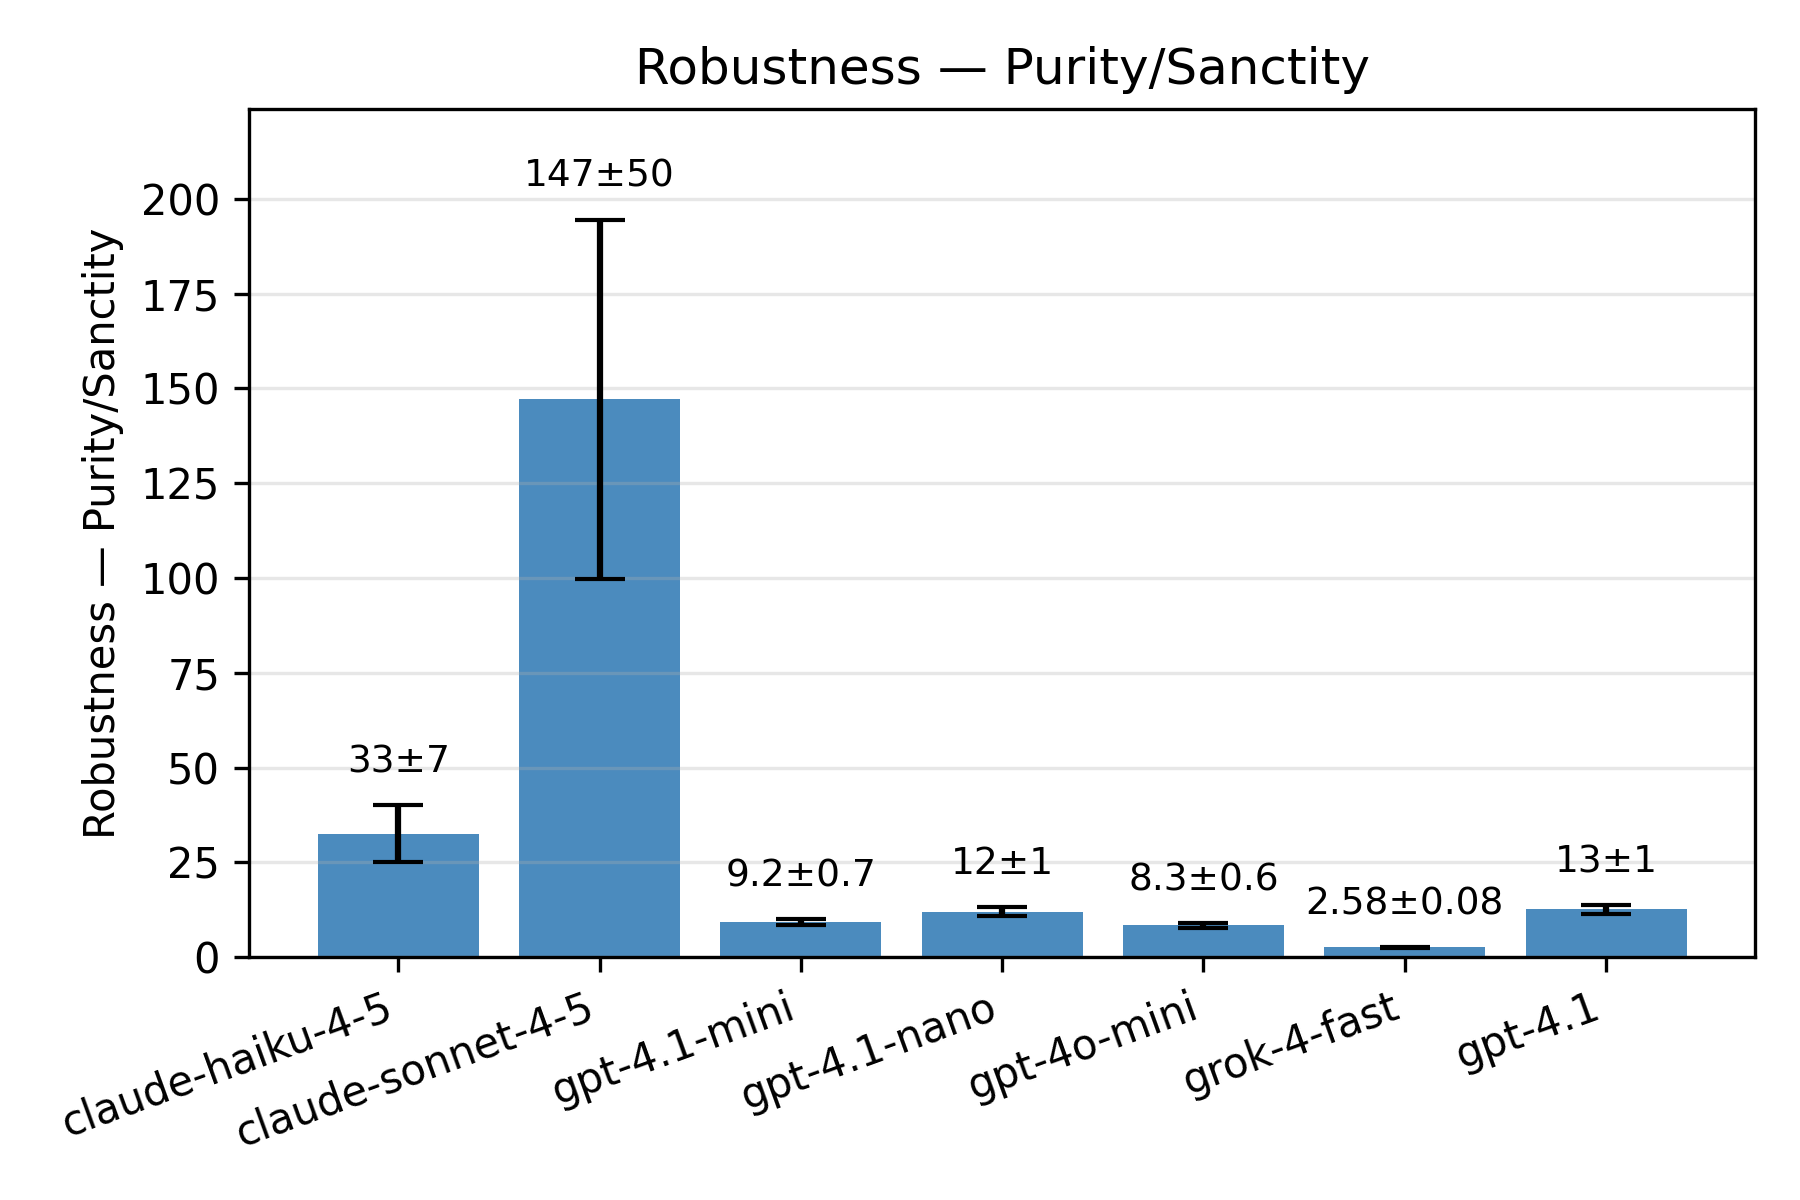 Robustness — Purity/Sanctity
Robustness — Purity/Sanctity
200
175
150
125
100
75
50
25
0
33±7
147±50
9.2±0.7
12±1
8.3±0.6
2.58±0.08
13±1
claude-haiku-4-5
claude-sonnet-4-5
gpt-4.1-mini
gpt-4.1-nano
gpt-4o-mini
grok-4-fast
gpt-4.1